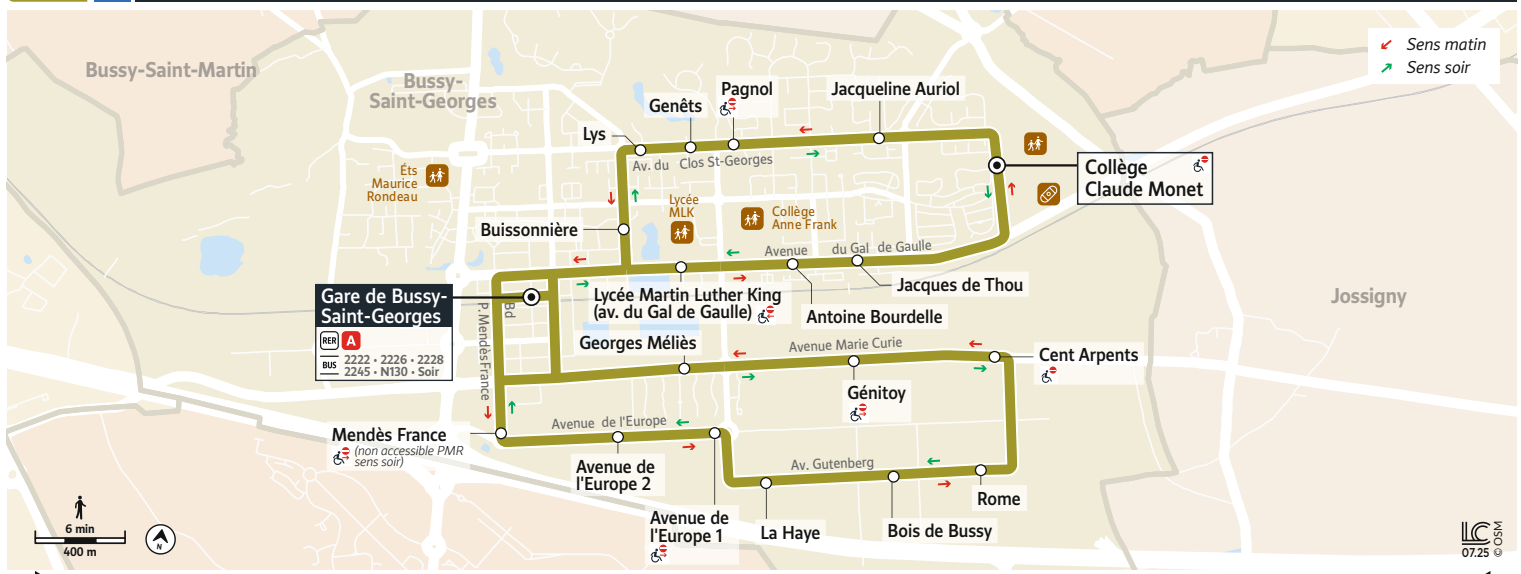 Bussy-Saint-Martin
Bussy-
Saint-Georges
Sens matin
Sens soir
Pagnol
Jacqueline Auriol
Genêts
Lys
Av. du Clos St-Georges
Éts
Maurice
Rondeau
Collège
Claude Monet
Lycée
MLK
Collège
Anne Frank
Buissonnière
Avenue du Gal de Gaulle
Jacques de Thou
Gare de Bussy-
Saint-Georges
RER A
BUS
2222 • 2226 • 2228
2245 • N130 • Soir
Bd
P. Mendès France
Lycée Martin Luther King
(av. du Gal de Gaulle)
Antoine Bourdelle
Jossigny
Georges Méliès
Avenue Marie Curie
Cent Arpents
Génitoy
Mendès France
(non accessible PMR
sens soir)
Avenue de l'Europe
Avenue de
l'Europe 2
Av. Gutenberg
Rome
Avenue de
l'Europe 1
La Haye
Bois de Bussy
6 min
400 m
N
LC
07.25 © OSM